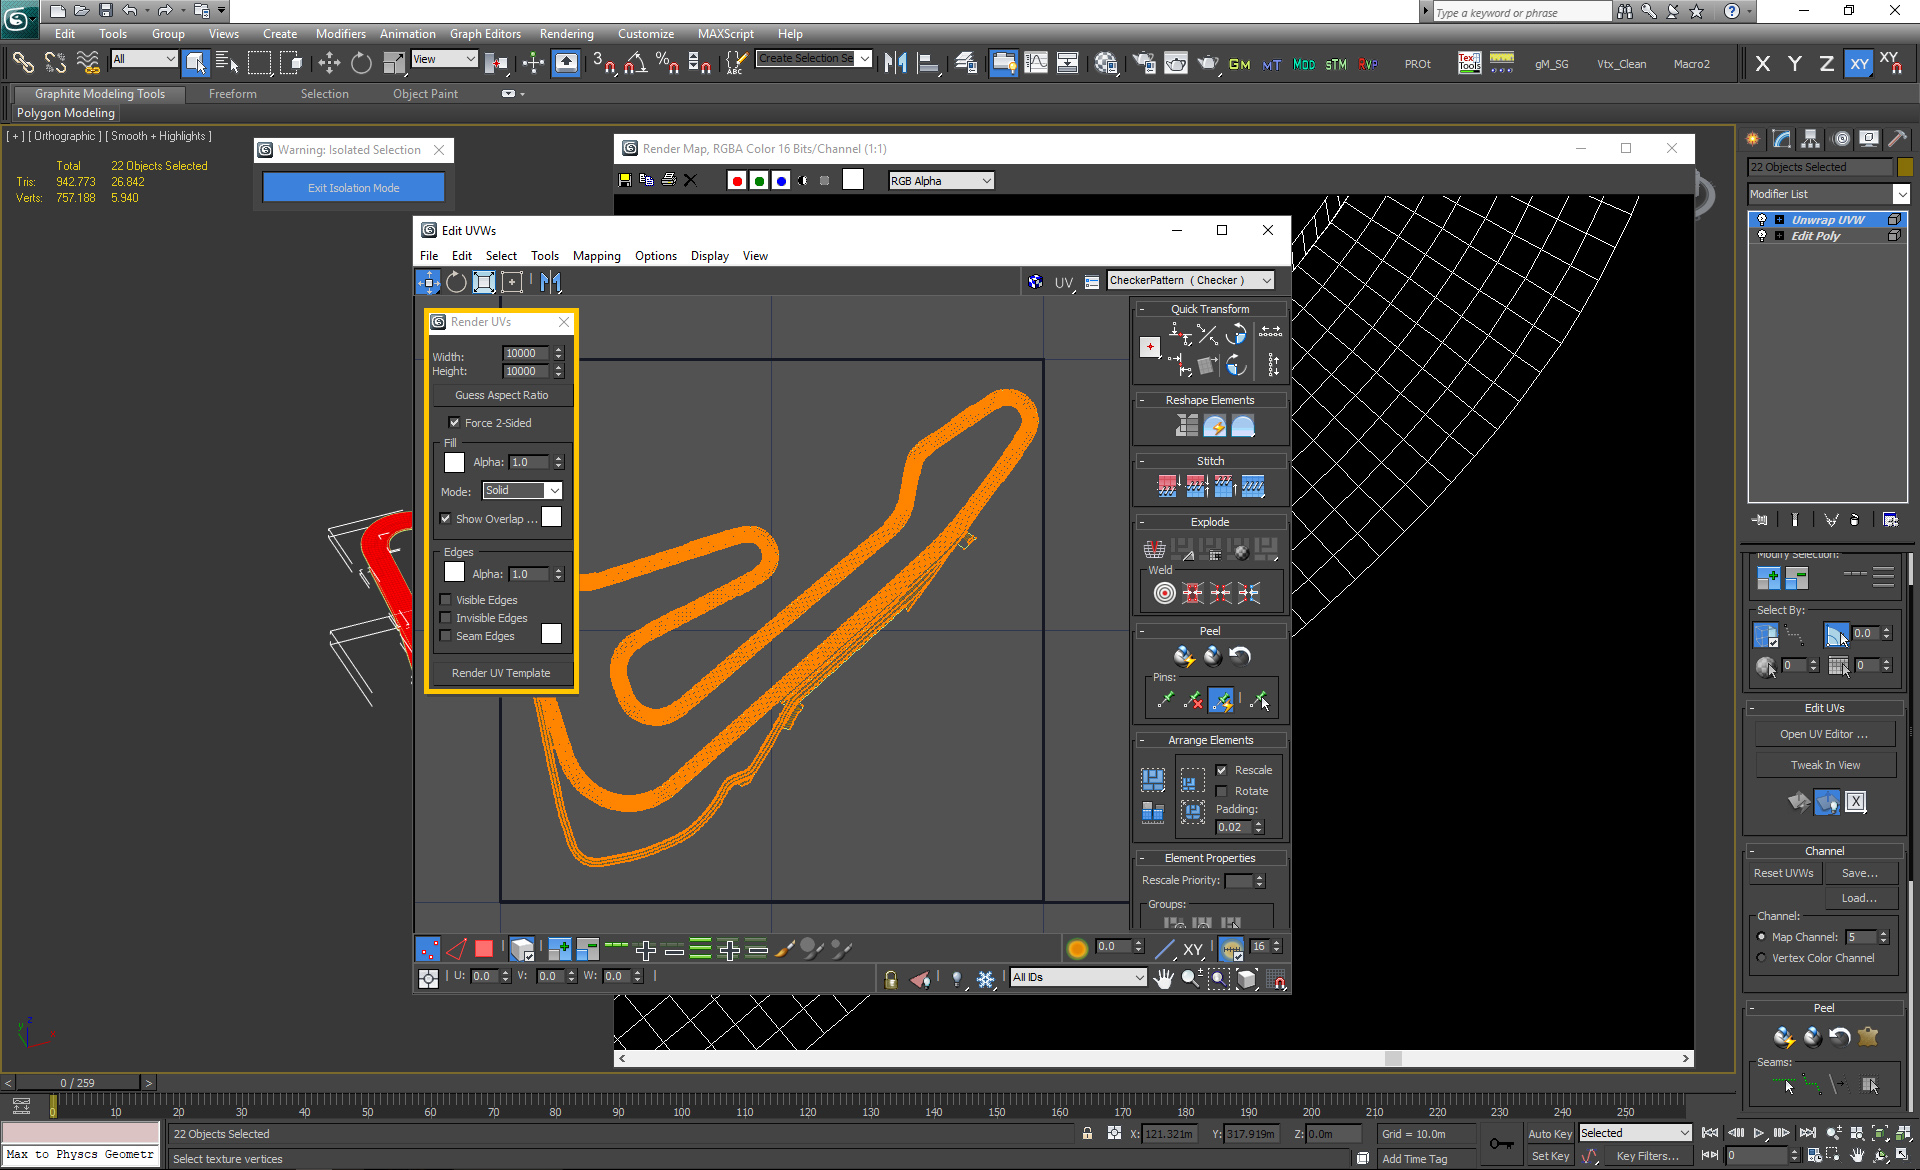 Type a keyword or phrase
Edit Tools Group Views Create Modifiers Animation Graph Editors Rendering Customize MAXScript Help
All View Create Selection Se GM MT MOD sTM RVP PROt Tex Tools gM_SG Vtx_Clean Macro2 X Y Z XY XY
Graphite Modeling Tools Freeform Selection Object Paint
Polygon Modeling
[ + ] [ Orthographic ] [ Smooth + Highlights ]
Total 22 Objects Selected
Tris: 942.773 26.842
Verts: 757.188 5.940
Warning: Isolated Selection
Exit Isolation Mode
Render Map, RGBA Color 16 Bits/Channel (1:1)
RGB Alpha
Edit UVWs
File Edit Select Tools Mapping Options Display View
UV CheckerPattern ( Checker )
Render UVs
Width: 10000
Height: 10000
Guess Aspect Ratio
Force 2-Sided
Fill
Alpha: 1.0
Mode: Solid
Show Overlap ...
Edges
Alpha: 1.0
Visible Edges
Invisible Edges
Seam Edges
Render UV Template
Quick Transform
Reshape Elements
Stitch
Explode
Weld
Peel
Pins:
Arrange Elements
Rescale
Rotate
Padding:
0.02
Element Properties
Rescale Priority:
Groups:
0.0 XY 16
U: 0.0 V: 0.0 W: 0.0 All IDs
22 Objects Selected
Modifier List
Unwrap UVW
Edit Poly
Modify Selection:
Select By:
0.0
0 0
Edit UVs
Open UV Editor ...
Tweak In View
Channel
Reset UVWs Save...
Load...
Channel:
Map Channel: 5
Vertex Color Channel
Peel
Seams:
0 / 259
0 10 20 30 40 50 60 70 80 90 100 110 120 130 140 150 160 170 180 190 200 210 220 230 240 250
22 Objects Selected X: 121.321m Y: 317.919m Z: 0.0m Grid = 10.0m Auto Key Selected
Max to Physcs Geometr Select texture vertices Add Time Tag Set Key Key Filters... 0